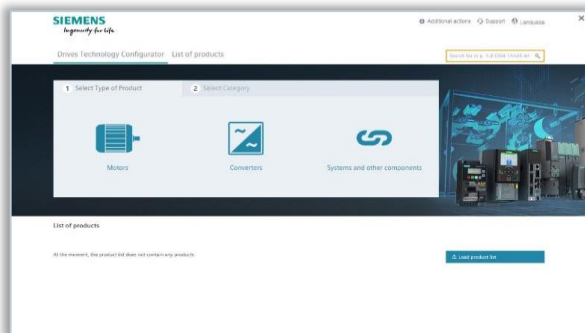 SIEMENS
Ingenuity for life
Additional actions Support Language
Drives Technology Configurator List of products
1 Select Type of Product 2 Select Category
Motors Converters Systems and other components
List of products
At the moment, the product list does not contain any products
Load product list